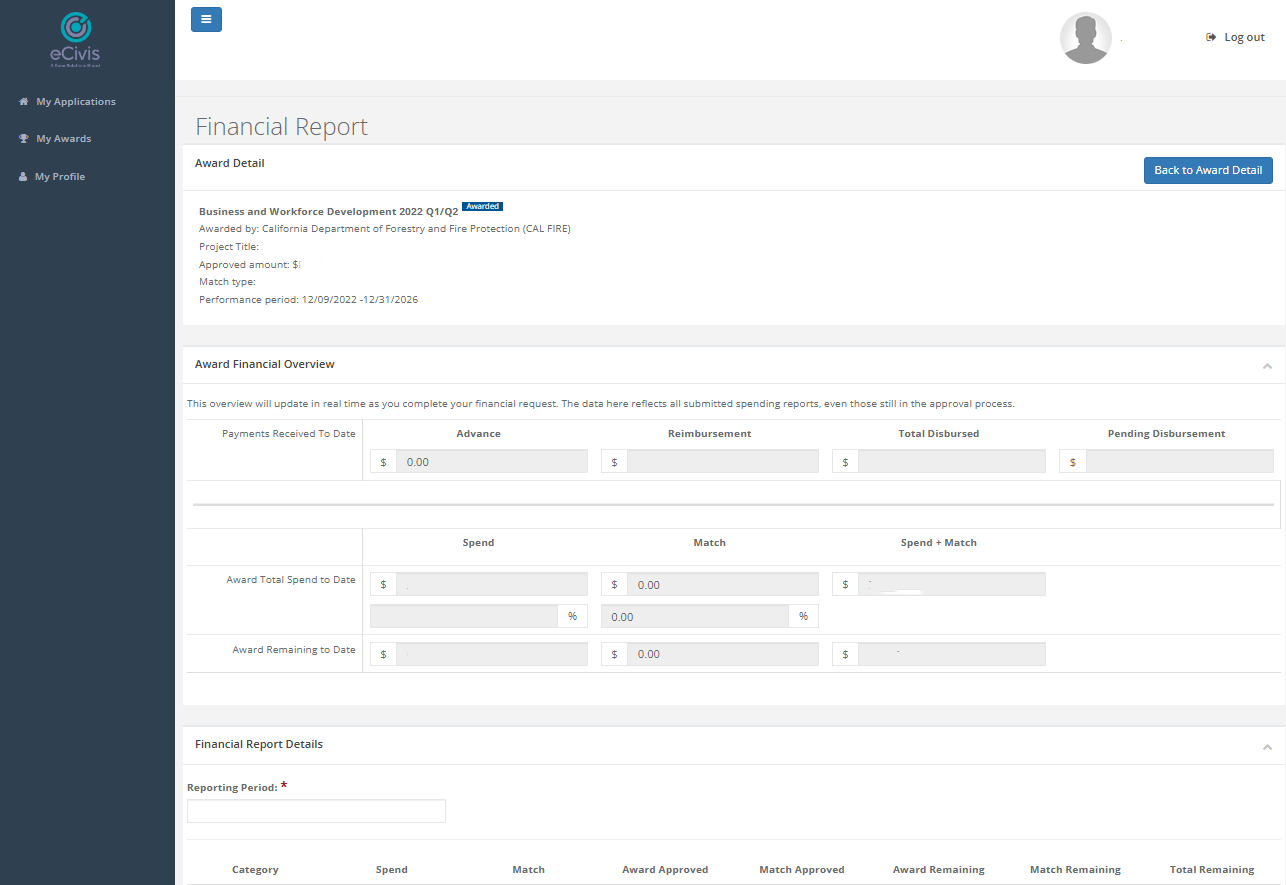 eCivis
Log out
My Applications
My Awards
My Profile
Financial Report
Award Detail
Back to Award Detail
Business and Workforce Development 2022 Q1/Q2 Awarded
Awarded by: California Department of Forestry and Fire Protection (CAL FIRE)
Project Title:
Approved amount: $
Match type:
Performance period: 12/09/2022 -12/31/2026
Award Financial Overview
This overview will update in real time as you complete your financial request. The data here reflects all submitted spending reports, even those still in the approval process.
Payments Received To Date Advance Reimbursement Total Disbursed Pending Disbursement
$ 0.00 $ $ $
Spend Match Spend + Match
Award Total Spend to Date $ $ 0.00 $
% 0.00 %
Award Remaining to Date $ $ 0.00 $
Financial Report Details
Reporting Period: *
Category Spend Match Award Approved Match Approved Award Remaining Match Remaining Total Remaining